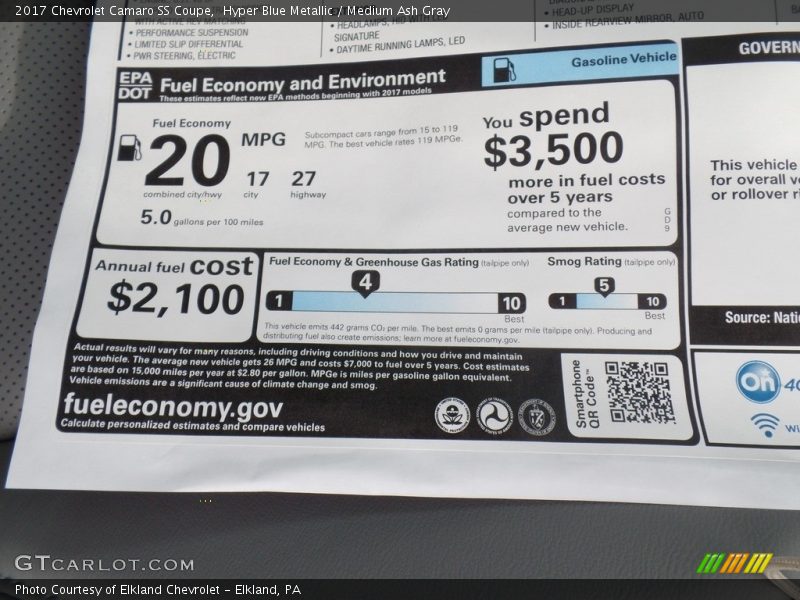 2017 Chevrolet Camaro SS Coupe, Hyper Blue Metallic / Medium Ash Gray
WITH ACTIVE REV MATCHING
• PERFORMANCE SUSPENSION
• LIMITED SLIP DIFFERENTIAL
• PWR STEERING, ELECTRIC
• HEADLAMPS, HID WITH LED
SIGNATURE
• DAYTIME RUNNING LAMPS, LED
• HEAD-UP DISPLAY
• INSIDE REARVIEW MIRROR, AUTO
EPA
DOT
Fuel Economy and Environment
These estimates reflect new EPA methods beginning with 2017 models
Gasoline Vehicle
Fuel Economy
20 MPG
combined city/hwy
17
city
27
highway
5.0 gallons per 100 miles
Subcompact cars range from 15 to 119
MPG. The best vehicle rates 119 MPGe.
You spend
$3,500
more in fuel costs
over 5 years
compared to the
average new vehicle.
G
D
9
Annual fuel cost
$2,100
Fuel Economy & Greenhouse Gas Rating (tailpipe only)
4
1
10
Best
Smog Rating (tailpipe only)
5
1
10
Best
This vehicle emits 442 grams CO₂ per mile. The best emits 0 grams per mile (tailpipe only). Producing and
distributing fuel also create emissions; learn more at fueleconomy.gov.
Actual results will vary for many reasons, including driving conditions and how you drive and maintain
your vehicle. The average new vehicle gets 26 MPG and costs $7,000 to fuel over 5 years. Cost estimates
are based on 15,000 miles per year at $2.80 per gallon. MPGe is miles per gasoline gallon equivalent.
Vehicle emissions are a significant cause of climate change and smog.
fueleconomy.gov
Calculate personalized estimates and compare vehicles
Smartphone
QR Code™
GOVERN
This vehicle
for overall v
or rollover r
Source: Nati
On
4G
Wi
GTCARLOT.COM
Photo Courtesy of Elkland Chevrolet - Elkland, PA